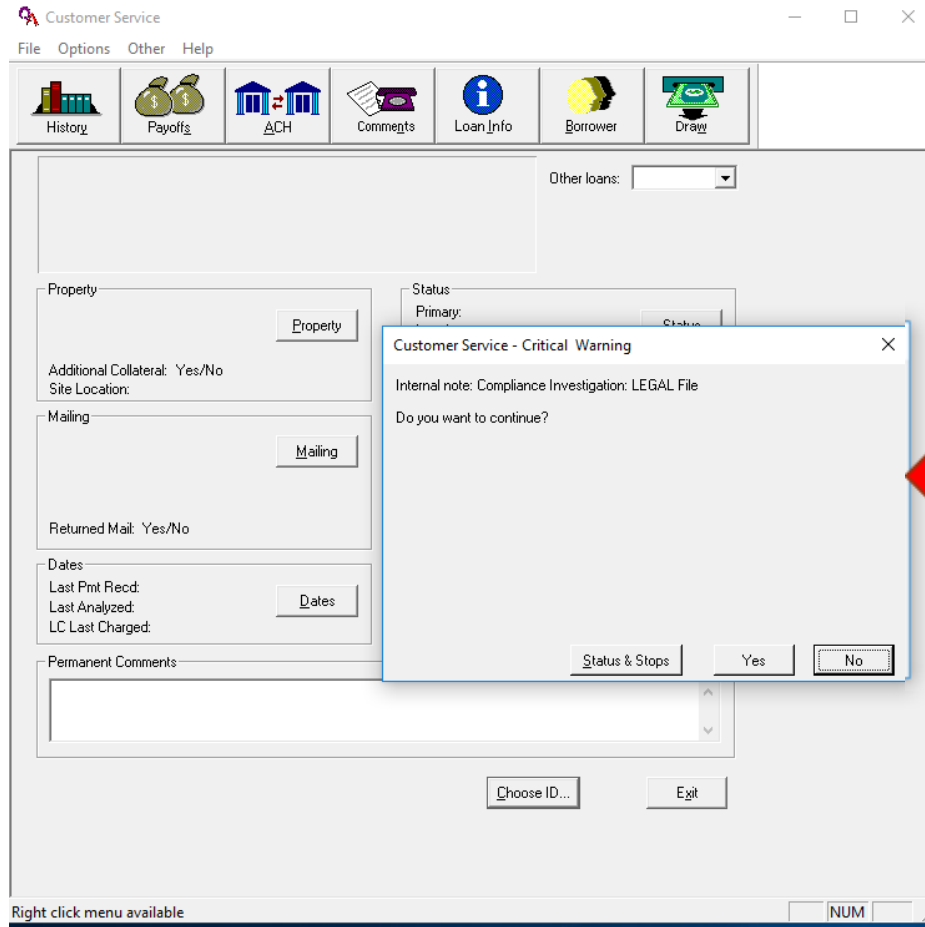 Customer Service
File Options Other Help
History Payoffs ACH Comments Loan Info Borrower Draw
Other loans:
Property
Property
Additional Collateral: Yes/No
Site Location:
Status
Primary:
Status
Mailing
Mailing
Returned Mail: Yes/No
Dates
Last Pmt Recd:
Last Analyzed:
LC Last Charged:
Dates
Customer Service - Critical Warning
Internal note: Compliance Investigation: LEGAL File
Do you want to continue?
Status & Stops Yes No
Permanent Comments
Choose ID... Exit
Right click menu available
NUM